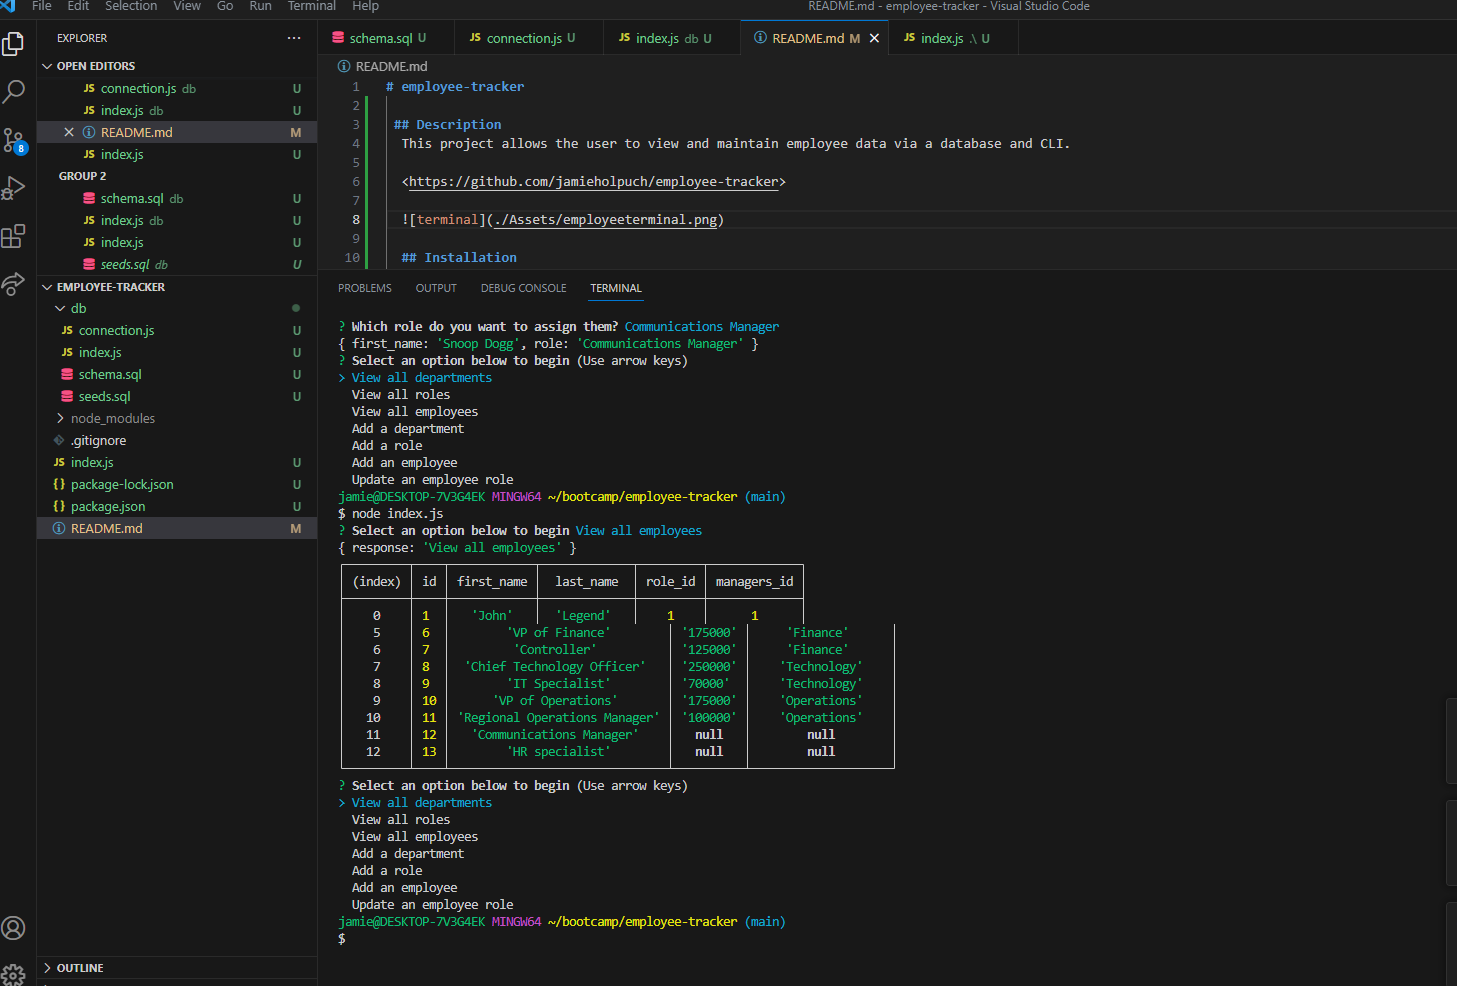 File Edit Selection View Go Run Terminal Help
README.md - employee-tracker - Visual Studio Code
EXPLORER ...
OPEN EDITORS
JS connection.js db U
JS index.js db U
README.md M
JS index.js U
GROUP 2
schema.sql db U
JS index.js db U
JS index.js U
seeds.sql db U
EMPLOYEE-TRACKER
db
JS connection.js U
JS index.js U
schema.sql U
seeds.sql U
node_modules
.gitignore
JS index.js U
{} package-lock.json U
{} package.json U
README.md M
OUTLINE
8
schema.sql U JS connection.js U JS index.js db U README.md M JS index.js .\ U
README.md
1 # employee-tracker
2
3 ## Description
4 This project allows the user to view and maintain employee data via a database and CLI.
5
6 <https://github.com/jamieholpuch/employee-tracker>
7
8 ![terminal](./Assets/employeeterminal.png)
9
10 ## Installation
PROBLEMS OUTPUT DEBUG CONSOLE TERMINAL
? Which role do you want to assign them? Communications Manager
{ first_name: 'Snoop Dogg', role: 'Communications Manager' }
? Select an option below to begin (Use arrow keys)
> View all departments
View all roles
View all employees
Add a department
Add a role
Add an employee
Update an employee role
jamie@DESKTOP-7V3G4EK MINGW64 ~/bootcamp/employee-tracker (main)
$ node index.js
? Select an option below to begin View all employees
{ response: 'View all employees' }
(index) id first_name last_name role_id managers_id
0 1 'John' 'Legend' 1 1
5 6 'VP of Finance' '175000' 'Finance'
6 7 'Controller' '125000' 'Finance'
7 8 'Chief Technology Officer' '250000' 'Technology'
8 9 'IT Specialist' '70000' 'Technology'
9 10 'VP of Operations' '175000' 'Operations'
10 11 'Regional Operations Manager' '100000' 'Operations'
11 12 'Communications Manager' null null
12 13 'HR specialist' null null
? Select an option below to begin (Use arrow keys)
> View all departments
View all roles
View all employees
Add a department
Add a role
Add an employee
Update an employee role
jamie@DESKTOP-7V3G4EK MINGW64 ~/bootcamp/employee-tracker (main)
$